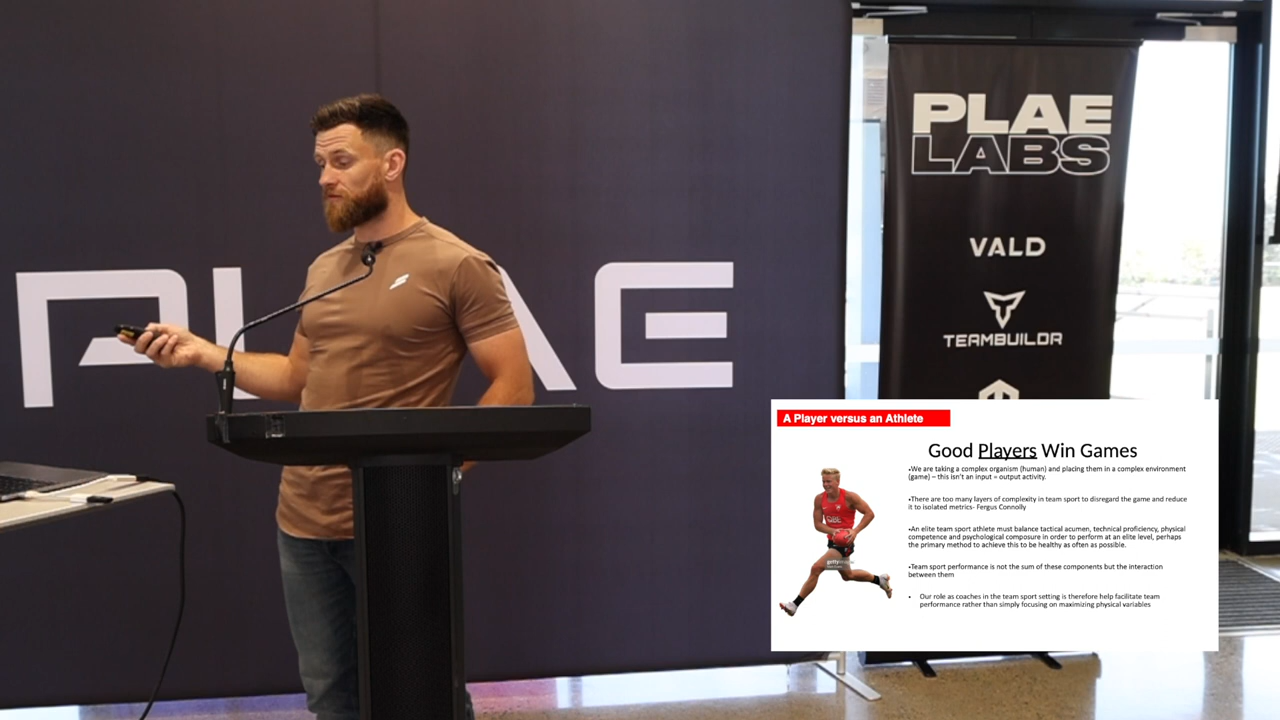 PLAE
PLAE
LABS
VALD
TEAMBUILDR
A Player versus an Athlete
Good Players Win Games
•We are taking a complex organism (human) and placing them in a complex environment
(game) – this isn't an input = output activity.
•There are too many layers of complexity in team sport to disregard the game and reduce
it to isolated metrics- Fergus Connolly
•An elite team sport athlete must balance tactical acumen, technical proficiency, physical
competence and psychological composure in order to perform at an elite level, perhaps
the primary method to achieve this to be healthy as often as possible.
•Team sport performance is not the sum of these components but the interaction
between them
• Our role as coaches in the team sport setting is therefore help facilitate team
performance rather than simply focusing on maximizing physical variables
QBE